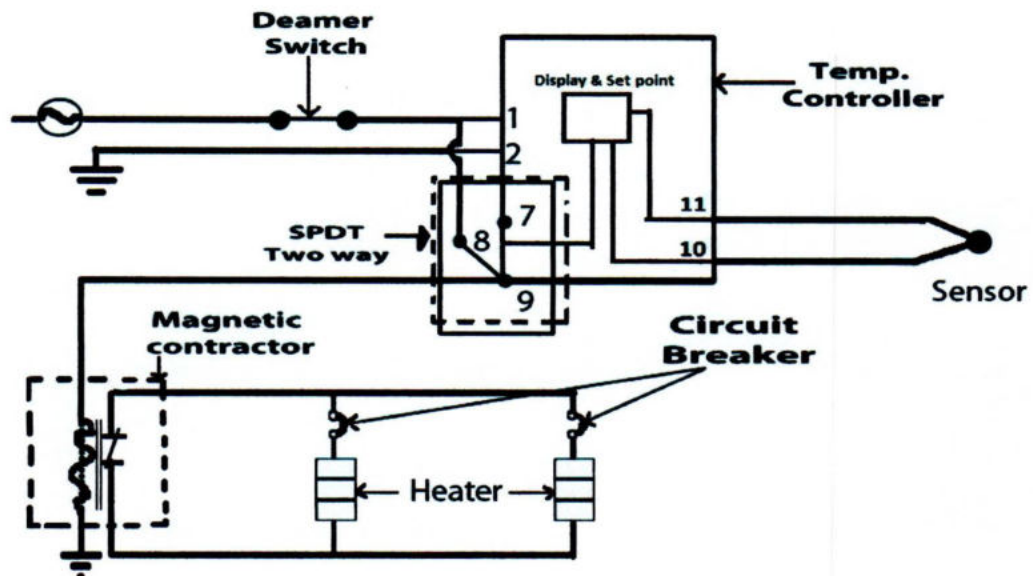 Deamer
Switch
Display & Set point
Temp.
Controller
1
2
7
8
9
11
10
SPDT
Two way
Sensor
Magnetic
contractor
Circuit
Breaker
Heater